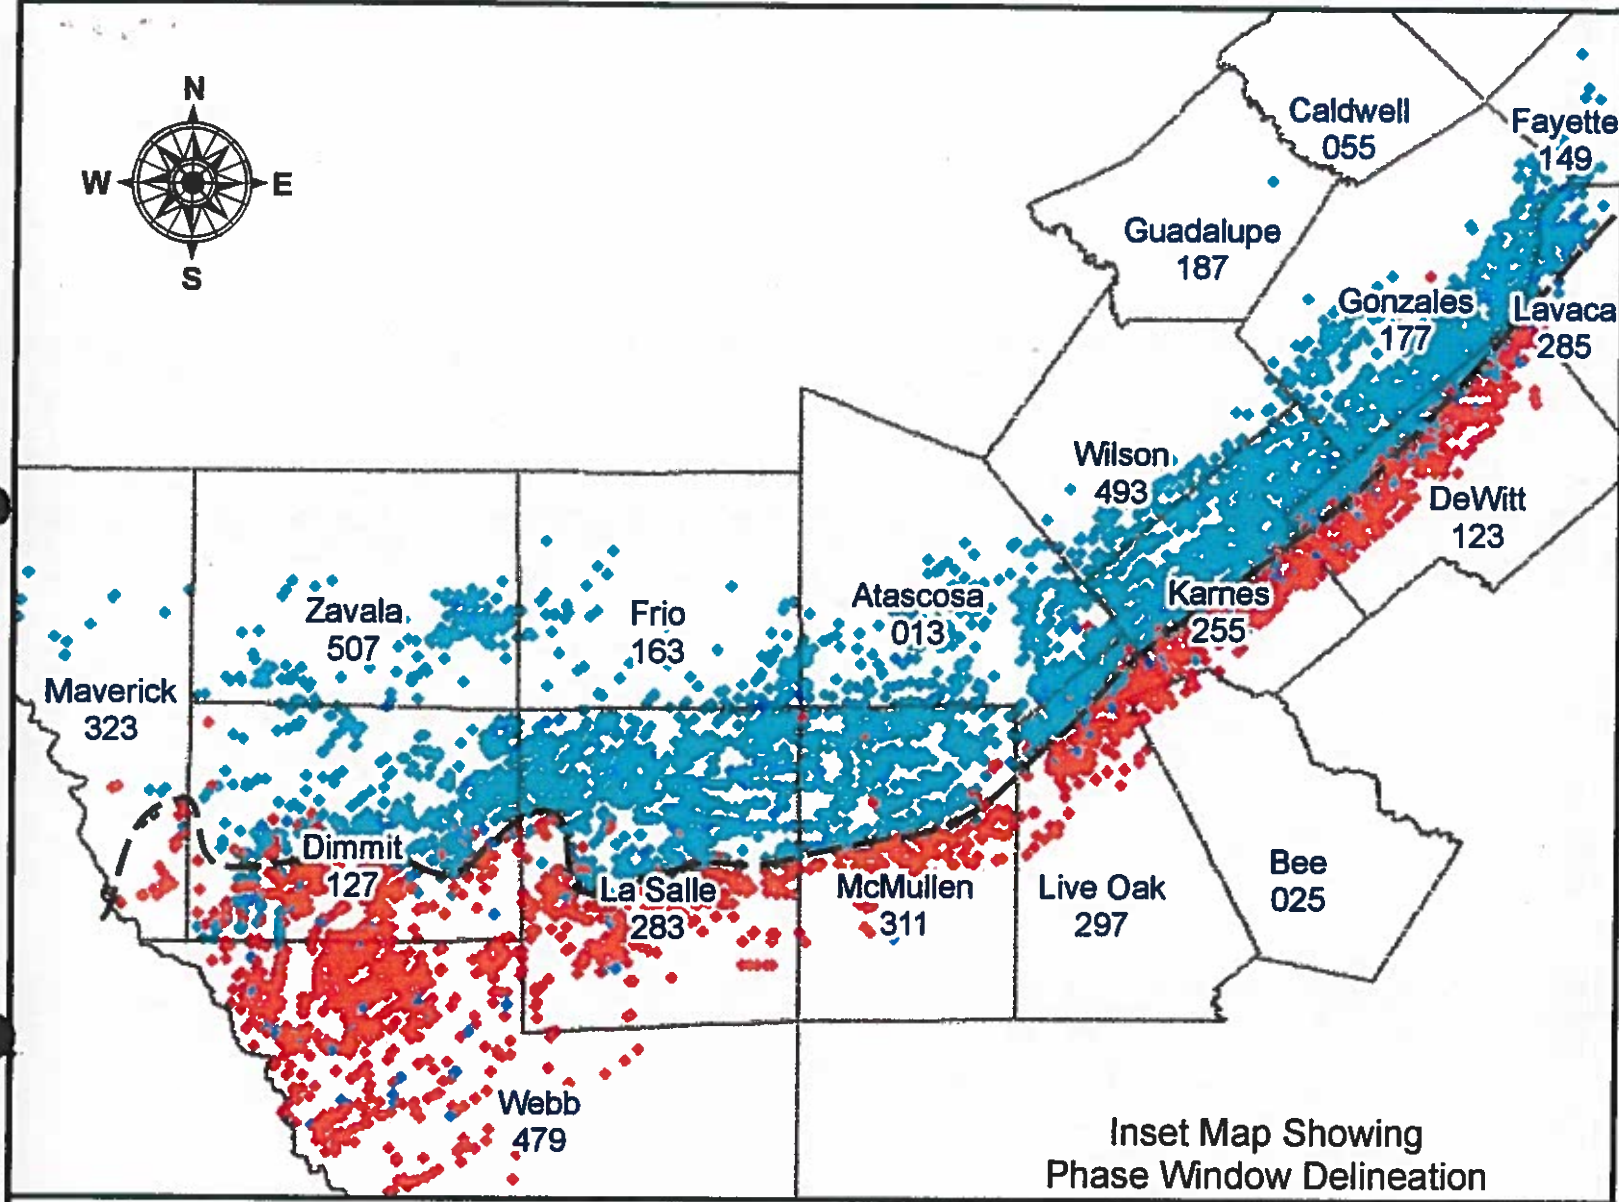 N
W E
S
Caldwell
055
Fayette
149
Guadalupe
187
Gonzales
177
Lavaca
285
Wilson
493
DeWitt
123
Zavala
507
Frio
163
Atascosa
013
Karnes
255
Maverick
323
Dimmit
127
La Salle
283
McMullen
311
Live Oak
297
Bee
025
Webb
479
Inset Map Showing
Phase Window Delineation